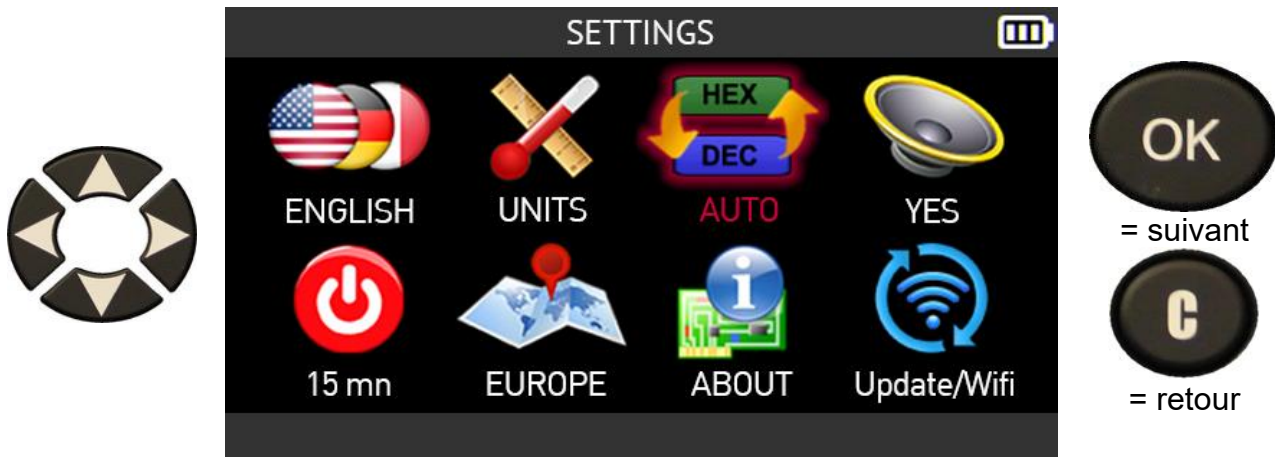 SETTINGS
HEX
DEC
ENGLISH
UNITS
AUTO
YES
15 mn
EUROPE
i
ABOUT
Update/Wifi
OK
= suivant
C
= retour